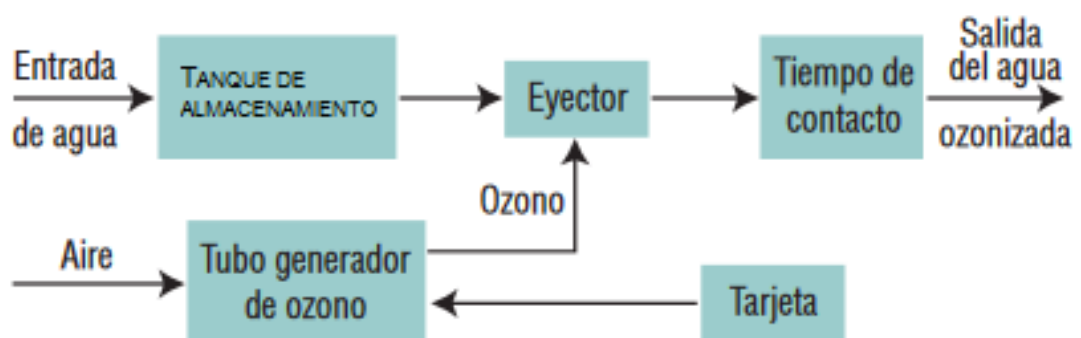 Entrada
de agua
TANQUE DE
ALMACENAMIENTO
Eyector
Tiempo de
contacto
Salida
del agua
ozonizada
Ozono
Aire
Tubo generador
de ozono
Tarjeta